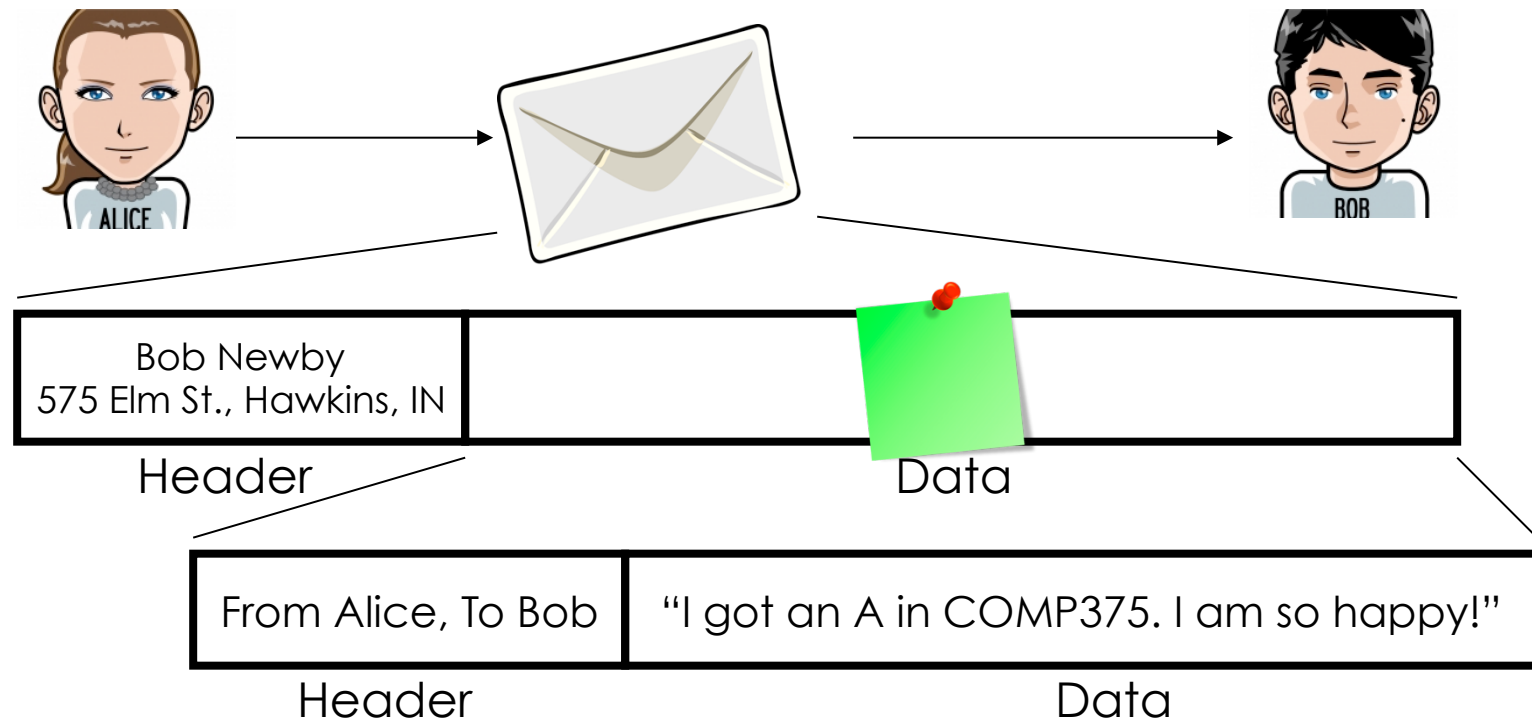 ALICE
BOB
Bob Newby
575 Elm St., Hawkins, IN
Header
Data
From Alice, To Bob
“I got an A in COMP375. I am so happy!”
Header
Data